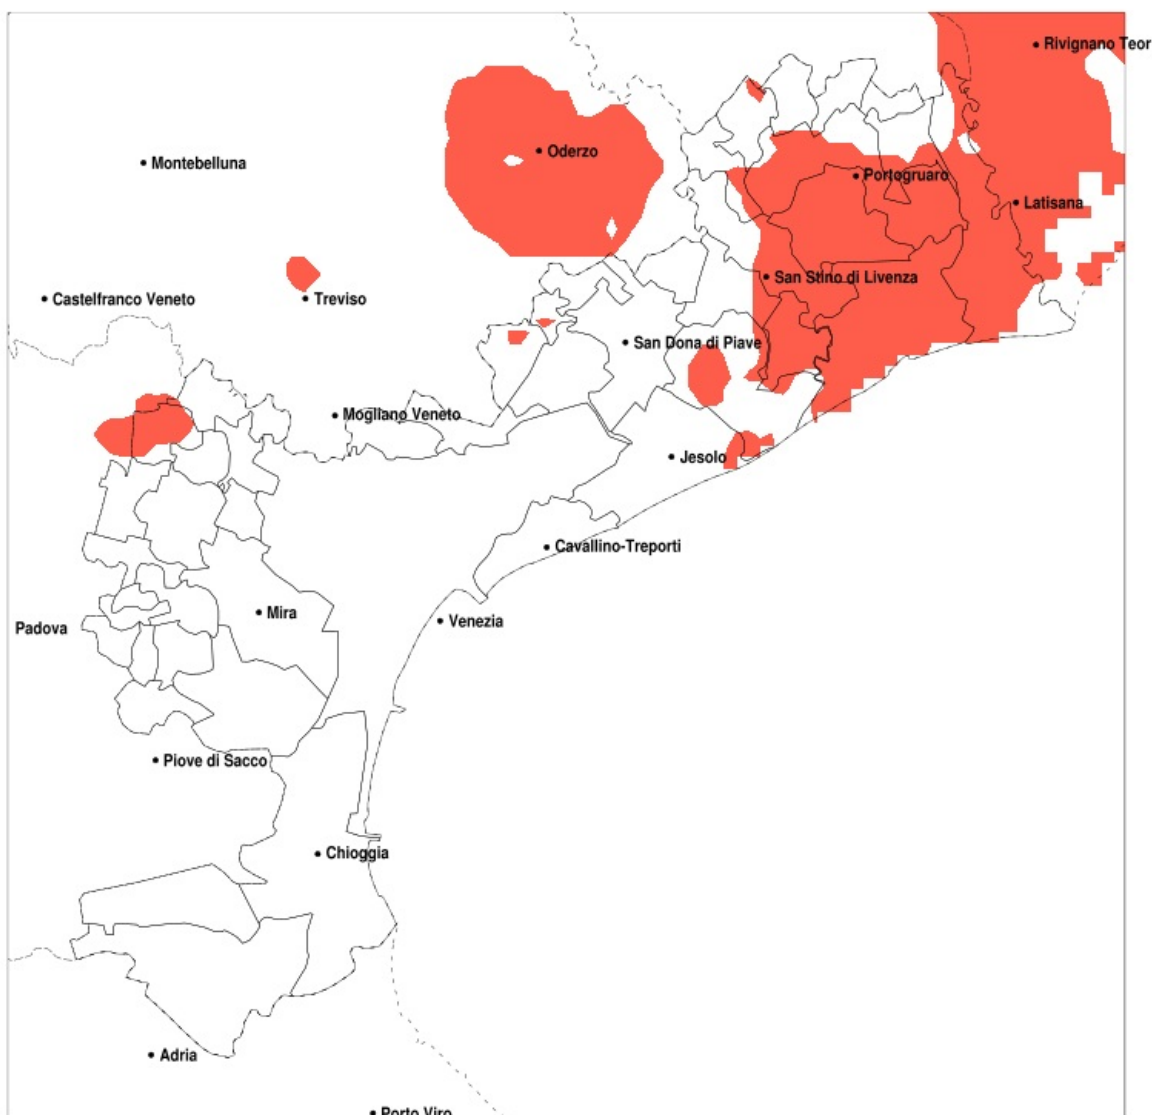 Rivignano Teor
Oderzo
Montebelluna
Portogruaro
Latisana
San Stino di Livenza
Castelfranco Veneto
Treviso
San Dona di Piave
Mogliano Veneto
Jesolo
Cavallino-Treporti
Mira
Venezia
Padova
Piove di Sacco
Chioggia
Adria
Porto Viro